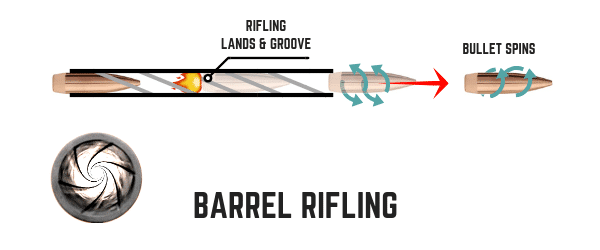 RIFLING
LANDS & GROOVE
BULLET SPINS
BARREL RIFLING